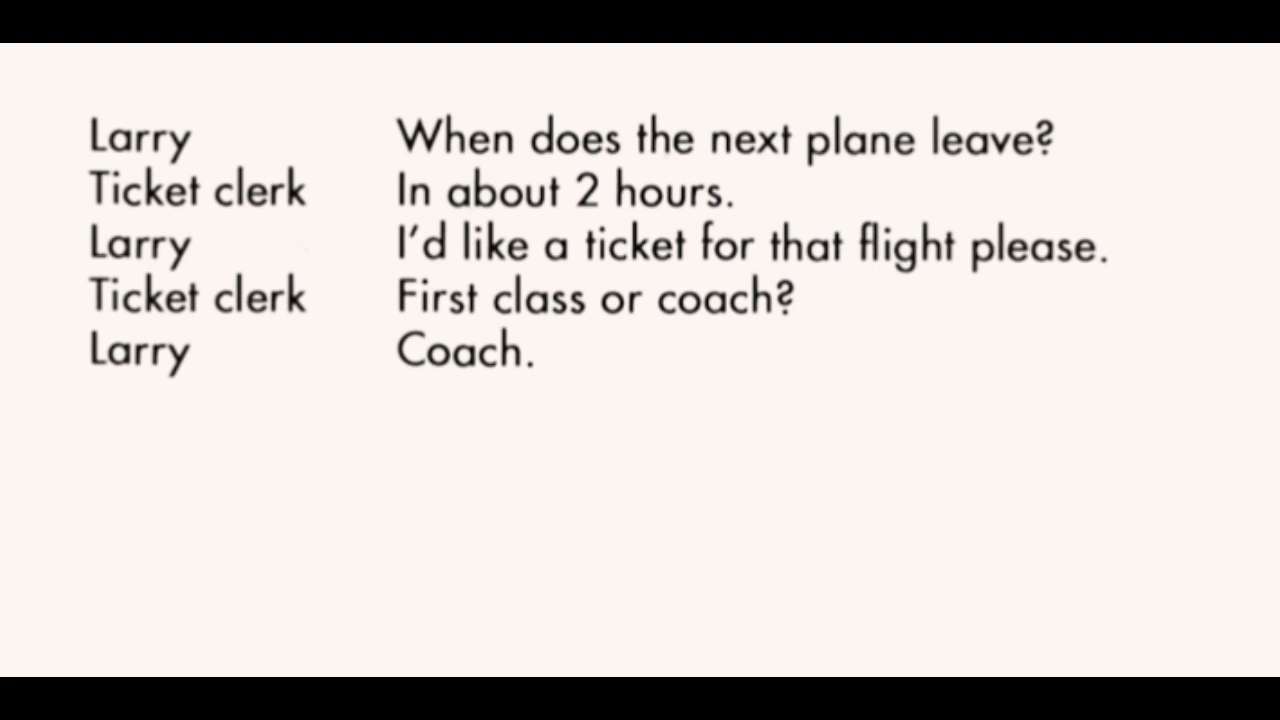 Larry When does the next plane leave?
Ticket clerk In about 2 hours.
Larry I'd like a ticket for that flight please.
Ticket clerk First class or coach?
Larry Coach.